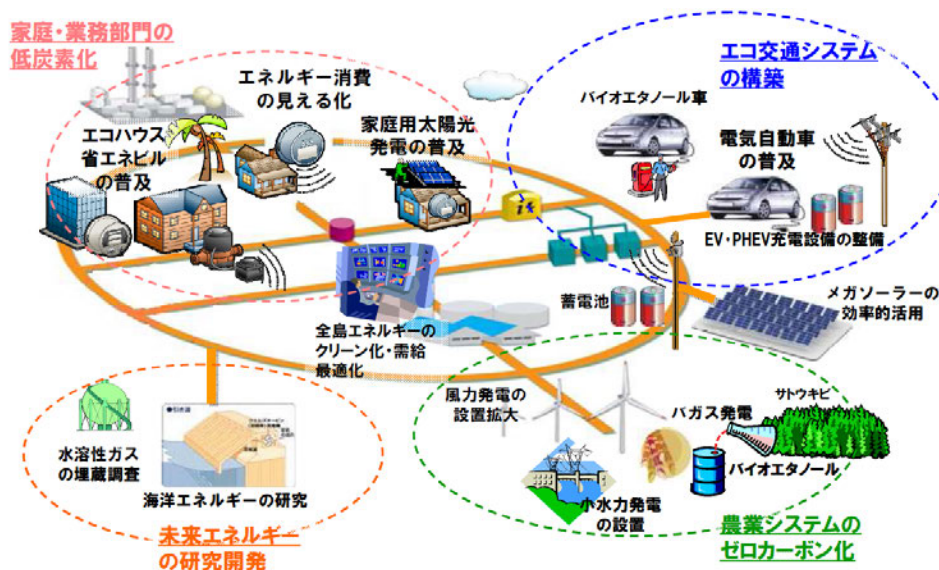 家庭・業務部門の
低炭素化
エネルギー消費
の見える化
エコハウス
省エネビル
の普及
家庭用太陽光
発電の普及
エコ交通システム
の構築
バイオエタノール車
電気自動車
の普及
EV・PHEV充電設備の整備
メガソーラーの
効率的活用
蓄電池
全島エネルギーの
クリーン化・需給
最適化
風力発電の
設置拡大
サトウキビ
バガス発電
バイオエタノール
小水力発電
の設置
農業システムの
ゼロカーボン化
水溶性ガス
の埋蔵調査
海洋エネルギーの研究
未来エネルギー
の研究開発